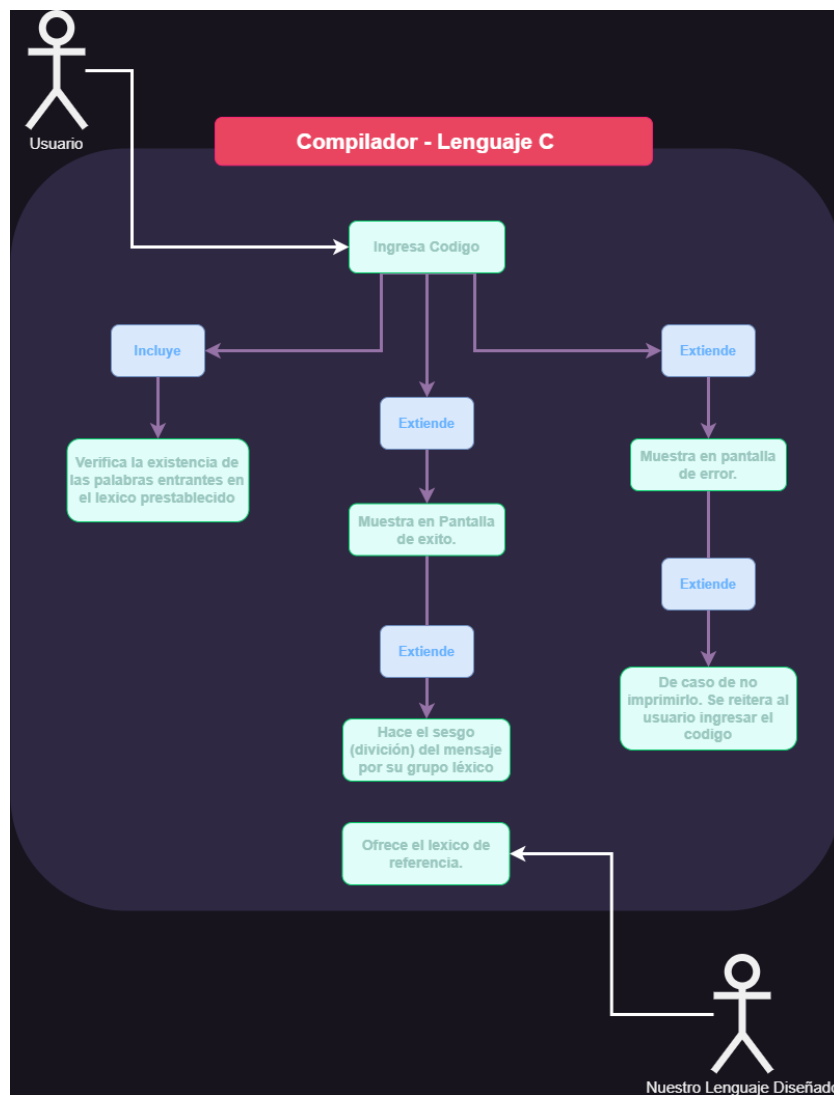 Usuario
Compilador - Lenguaje C
Ingresa Codigo
Incluye
Extiende
Extiende
Verifica la existencia de
las palabras entrantes en
el lexico prestablecido
Muestra en pantalla
de error.
Muestra en Pantalla
de exito.
Extiende
Extiende
De caso de no
imprimirlo. Se reitera al
usuario ingresar el
codigo
Hace el sesgo
(división) del mensaje
por su grupo léxico
Ofrece el lexico de
referencia.
Nuestro Lenguaje Diseñado